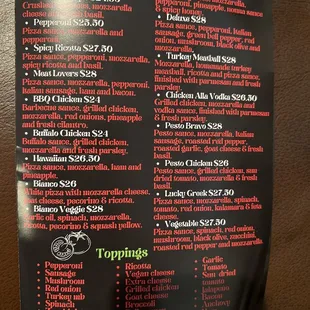 Crushed
mozzarella
• Pepperoni
Pizza sauce, mozzarella and
pepperoni.
• Spicy Ricotta $27.50
Pizza sauce, mozzarella,
spicy ricotta and basil.
• Meat Lovers $28
Pizza sauce, pepperoni,
Italian sausage, ham and bacon.
• BBQ Chicken $24
Barbecue sauce, grilled chicken,
mozzarella, red onions, pineapple
and fresh cilantro.
• Buffalo Chicken $24
Buffalo sauce, grilled chicken,
mozzarella and fresh parsley.
• Hawaiian $26.50
Pizza sauce, mozzarella, ham and
pineapple.
• Bianco $26
White pizza with mozzarella cheese,
goat cheese, pecorino & ricotta.
• Bianco Veggie $28
Garlic oil, spinach, mozzarella,
ricotta, pecorino & squash yellow.
& spicy honey.
• Deluxe $28
Pizza sauce, pepperoni, Italian
sausage, green bell pepper, red
onion, mushroom, black olive and
mozzarella.
• Turkey Meatball $28
Mozzarella, homemade turkey
meatball, ricotta and pizza sauce,
finished with parmesan and fresh
parsley.
• Chicken Alla Vodka $26.50
Grilled chicken, mozzarella and
vodka sauce, finished with parmesan
and fresh parsley.
• Pesto Bravo $28
Pesto sauce, mozzarella, Italian
sausage, roasted red pepper,
roasted garlic, goat cheese & fresh
basil.
• Pesto Chicken $26
Pesto sauce, grilled chicken, sun
dried tomato, mozzarella & fresh
basil.
• Lucky Greek $27.50
Pizza sauce, mozzarella, spinach,
tomato, red onion, kalamata & feta
cheese.
• Vegetable $27.50
Pizza sauce, spinach, red onion,
mushroom, black olive, zucchini,
roasted red pepper and mozzarella.
Toppings
• Pepperoni
• Sausage
• Mushroom
• Red onion
• Turkey mb
• Spinach
• Ricotta
• Vegan cheese
• Extra cheese
• Grilled chicken
• Goat cheese
• Broccoli
• Garlic
• Tomato
• Sun dried
tomato
• Jalapeno
• Bacon
• Anchovy